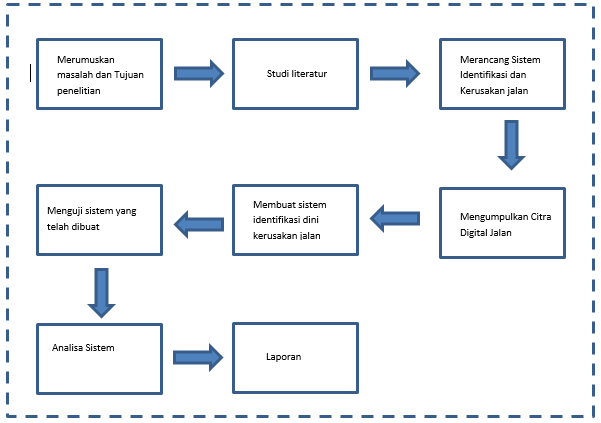 Merumuskan
masalah dan Tujuan
penelitian
Studi literatur
Merancang Sistem
Identifikasi dan
Kerusakan jalan
Mengumpulkan Citra
Digital Jalan
Membuat sistem
identifikasi dini
kerusakan jalan
Menguji sistem yang
telah dibuat
Analisa Sistem
Laporan